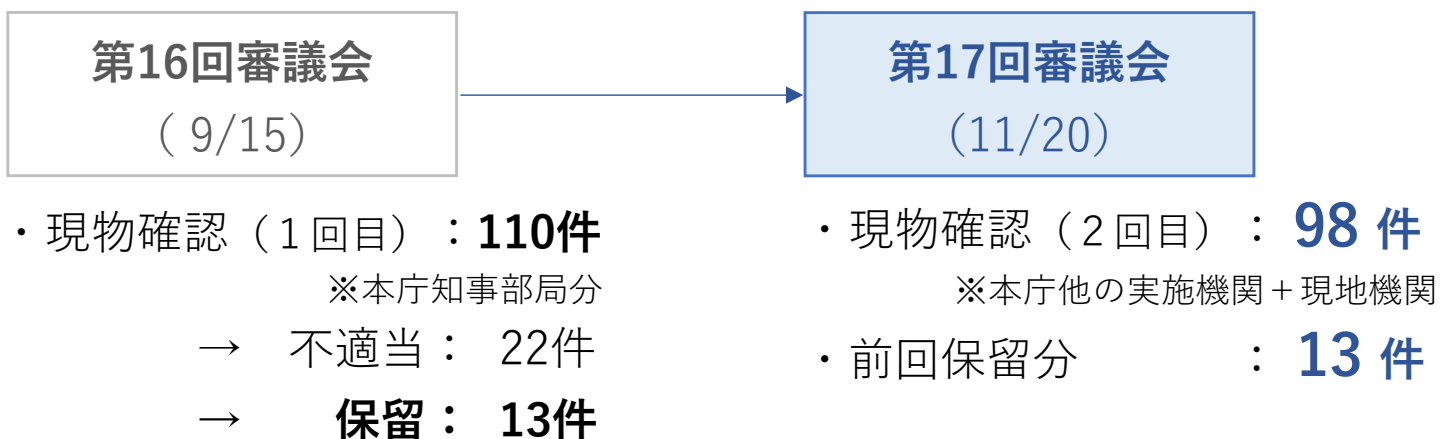 第16回審議会
( 9/15)
・現物確認（１回目）：110件
※本庁知事部局分
→ 不適当： 22件
→ 保留： 13件
第17回審議会
(11/20)
・現物確認（２回目）： 98 件
※本庁他の実施機関＋現地機関
・前回保留分 ： 13 件